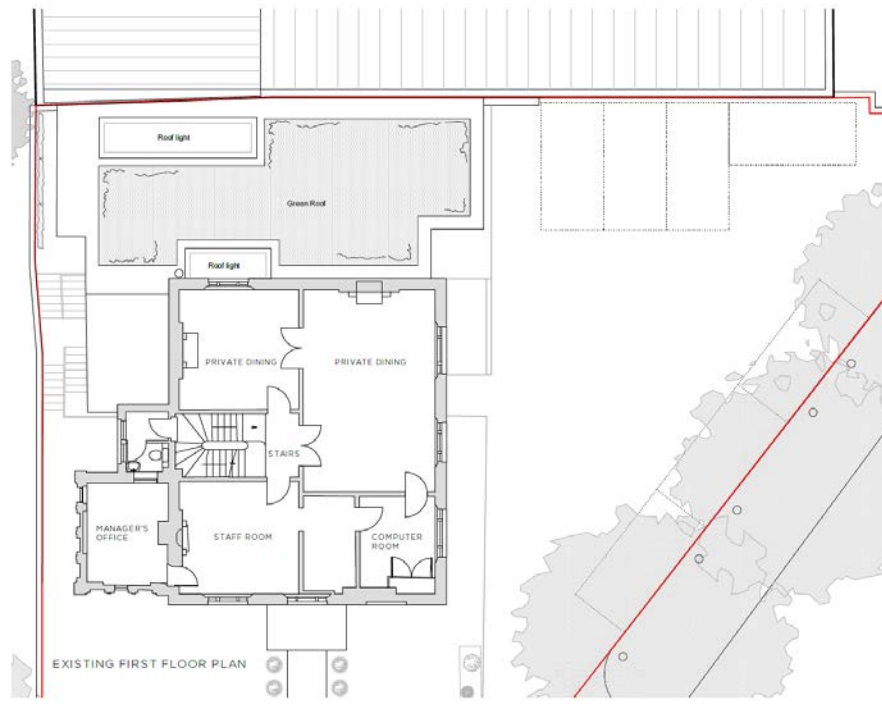 Roof light
Green Roof
Roof light
PRIVATE DINING
PRIVATE DINING
STAIRS
MANAGER'S
OFFICE
STAFF ROOM
COMPUTER
ROOM
EXISTING FIRST FLOOR PLAN